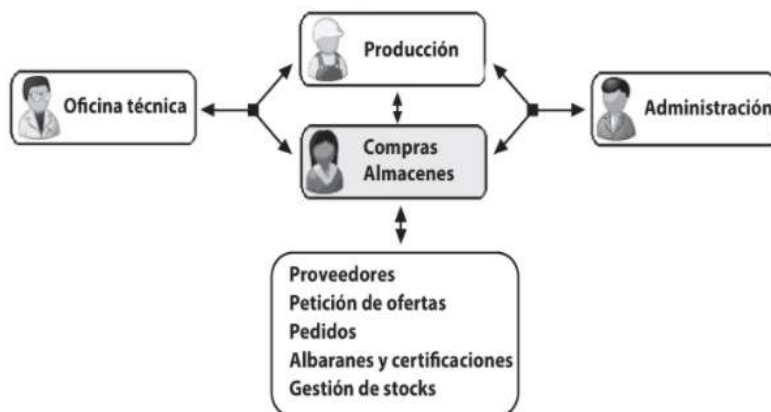 Producción
Oficina técnica
Administración
Compras
Almacenes
Proveedores
Petición de ofertas
Pedidos
Albaranes y certificaciones
Gestión de stocks